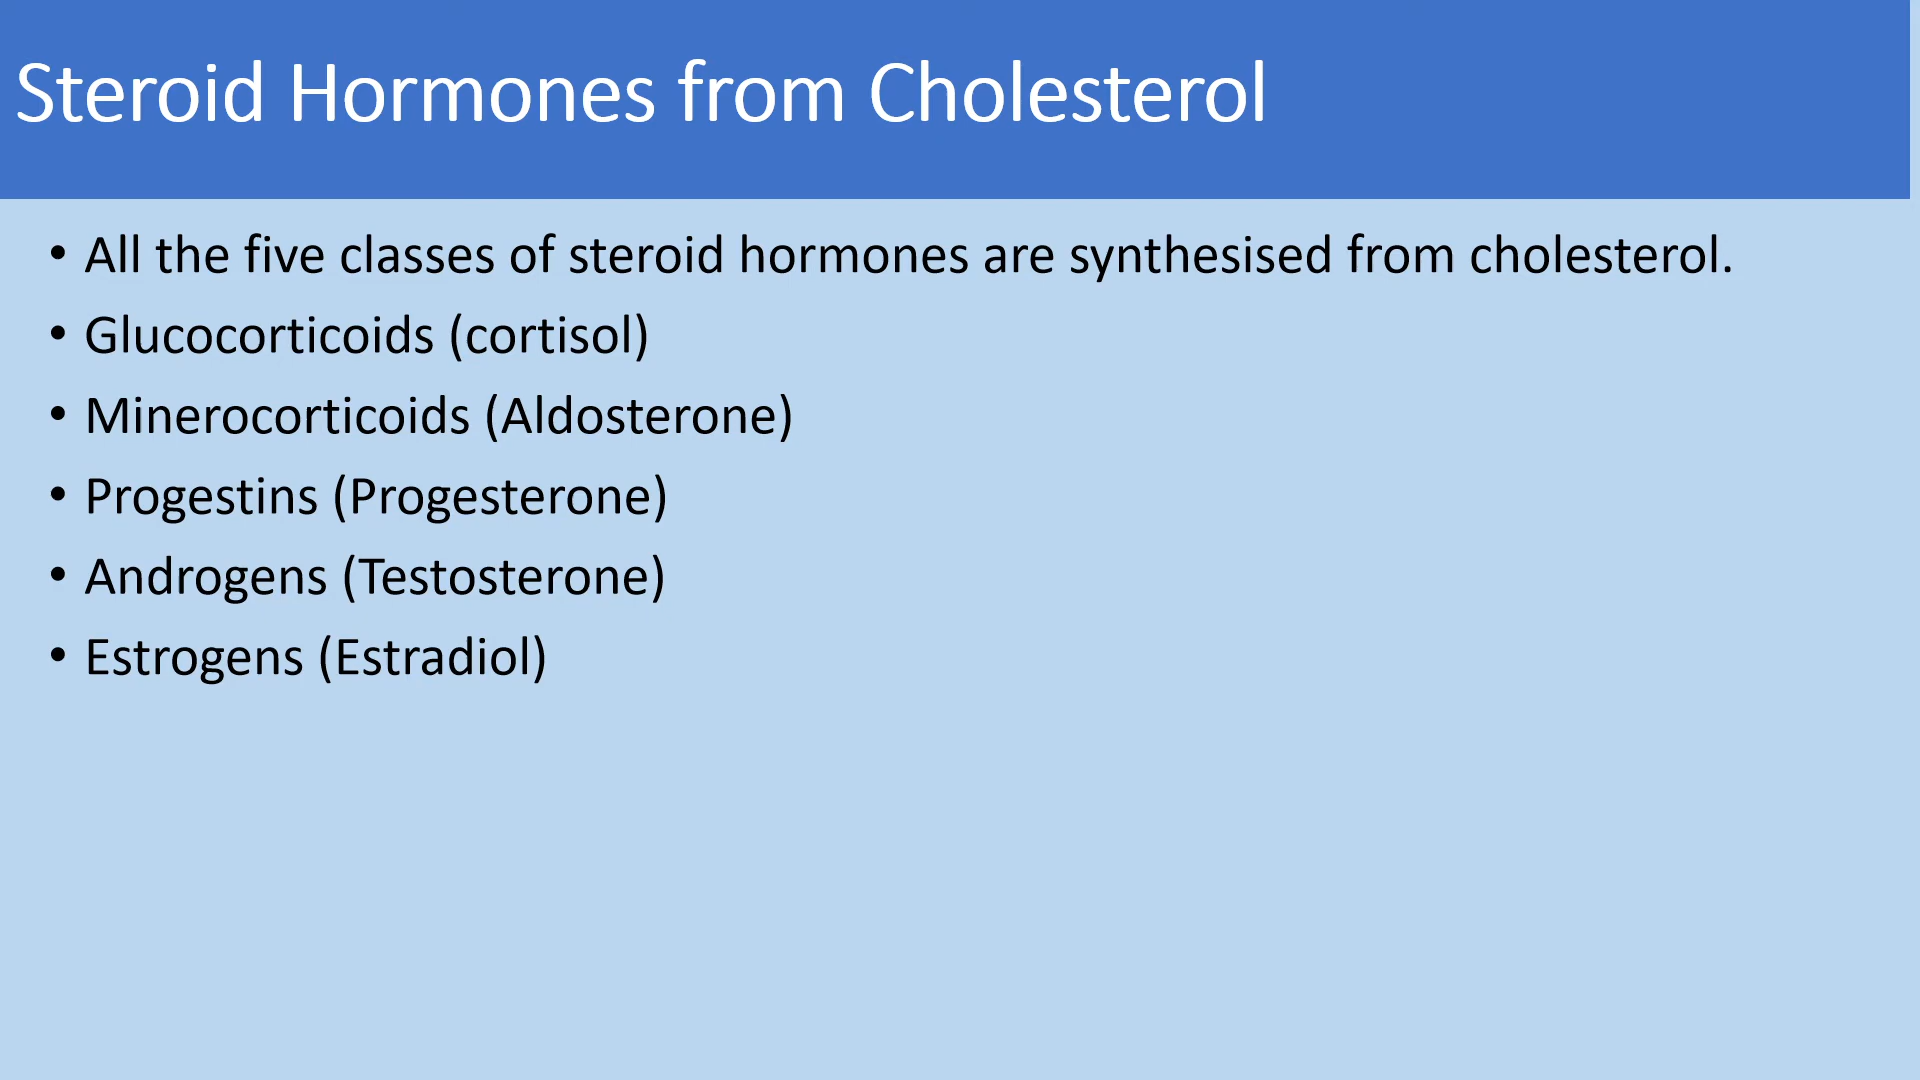 Steroid Hormones from Cholesterol
• All the five classes of steroid hormones are synthesised from cholesterol.
• Glucocorticoids (cortisol)
• Minerocorticoids (Aldosterone)
• Progestins (Progesterone)
• Androgens (Testosterone)
• Estrogens (Estradiol)